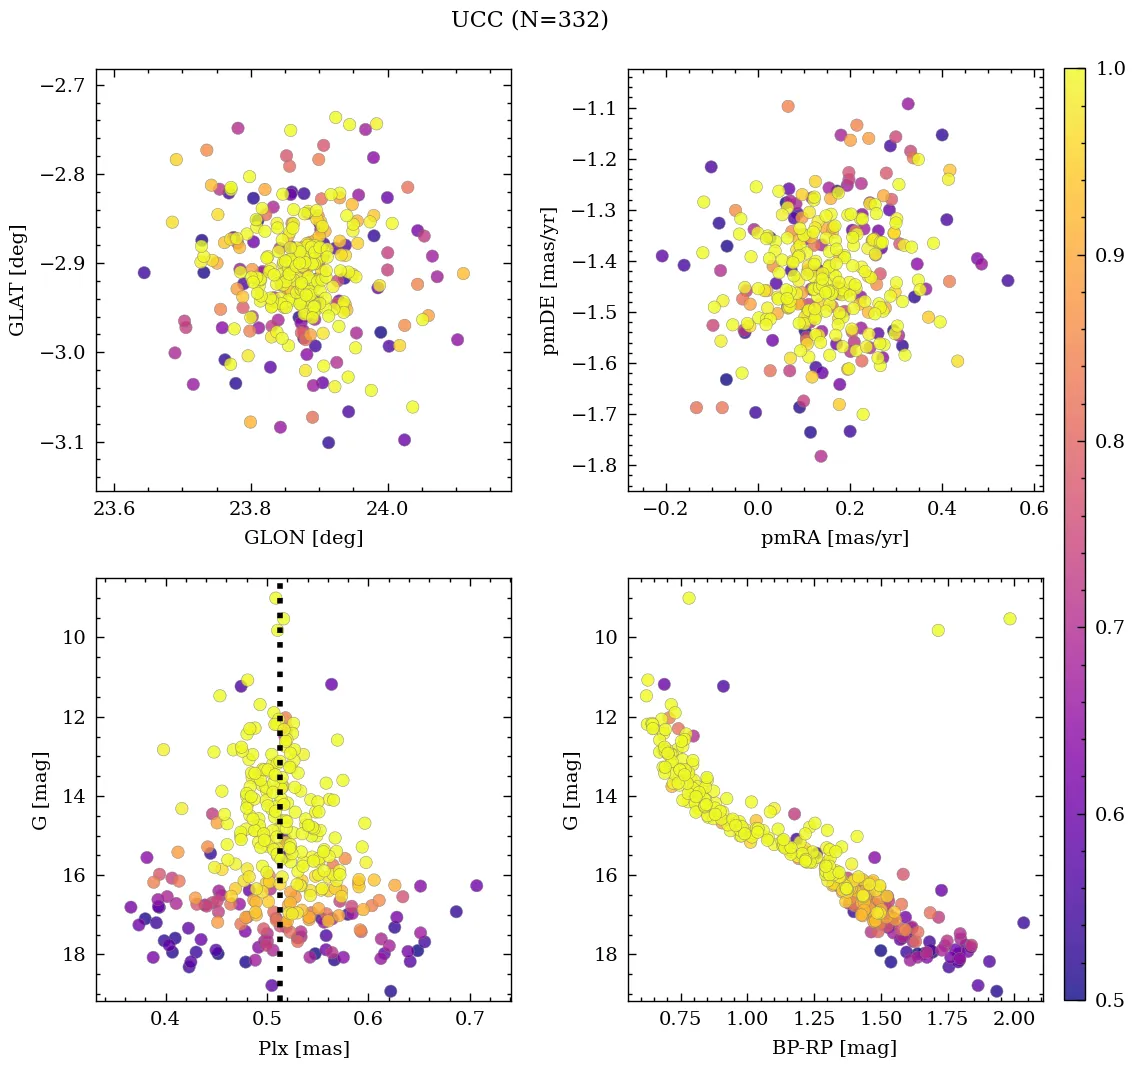 UCC (N=332)
−2.7
−2.8
−2.9
−3.0
−3.1
GLAT [deg]
23.6 23.8 24.0
GLON [deg]
−1.1
−1.2
−1.3
−1.4
−1.5
−1.6
−1.7
−1.8
pmDE [mas/yr]
−0.2 0.0 0.2 0.4 0.6
pmRA [mas/yr]
10
12
14
16
18
G [mag]
0.4 0.5 0.6 0.7
Plx [mas]
10
12
14
16
18
G [mag]
0.75 1.00 1.25 1.50 1.75 2.00
BP-RP [mag]
1.0
0.9
0.8
0.7
0.6
0.5